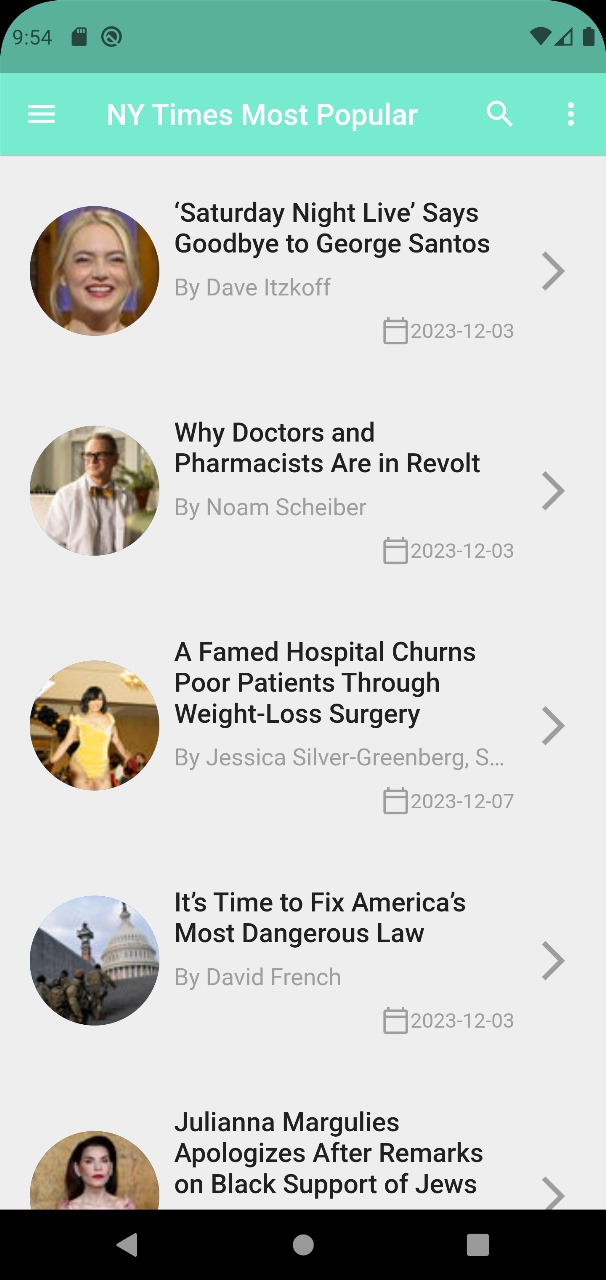 9:54
NY Times Most Popular
‘Saturday Night Live’ Says
Goodbye to George Santos
By Dave Itzkoff
2023-12-03
Why Doctors and
Pharmacists Are in Revolt
By Noam Scheiber
2023-12-03
A Famed Hospital Churns
Poor Patients Through
Weight-Loss Surgery
By Jessica Silver-Greenberg, S...
2023-12-07
It’s Time to Fix America’s
Most Dangerous Law
By David French
2023-12-03
Julianna Margulies
Apologizes After Remarks
on Black Support of Jews